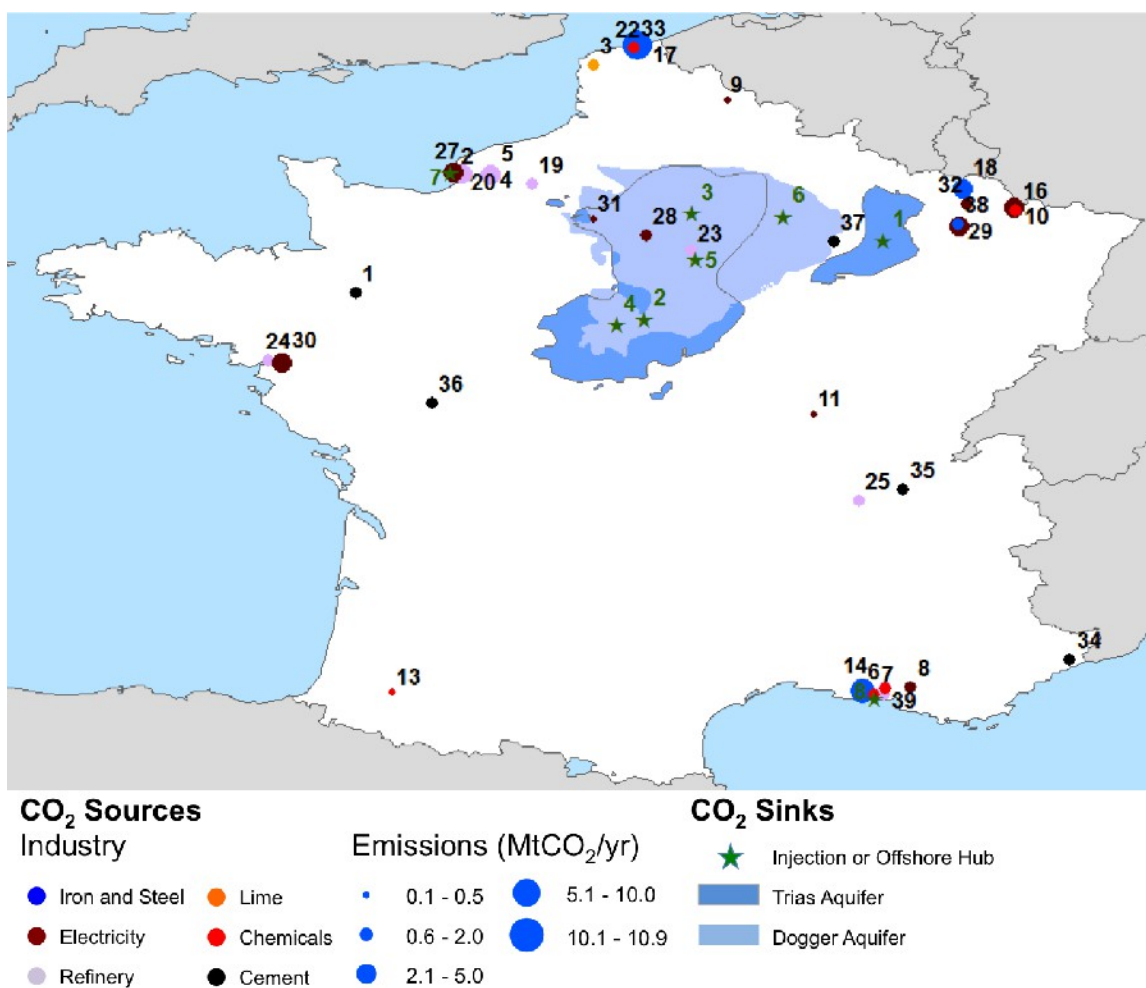 2233
3
17
9
27
2
5
7
20
4
19
18
32
38
16
10
29
3
6
31
28
37
1
23
5
1
4
2
2430
36
11
25
35
34
13
14
6
7
8
8
39
CO2 Sources
Industry
Iron and Steel
Electricity
Refinery
Lime
Chemicals
Cement
Emissions (MtCO2/yr)
0.1 - 0.5
0.6 - 2.0
2.1 - 5.0
5.1 - 10.0
10.1 - 10.9
CO2 Sinks
Injection or Offshore Hub
Trias Aquifer
Dogger Aquifer